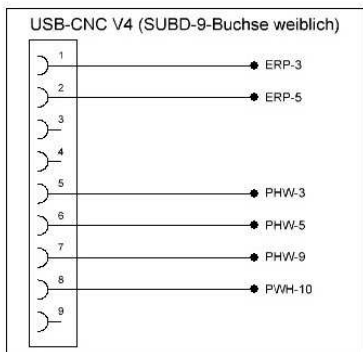 USB-CNC V4 (SUBD-9-Buchse weiblich)
1 ERP-3
2 ERP-5
3
4
5 PHW-3
6 PHW-5
7 PHW-9
8 PWH-10
9